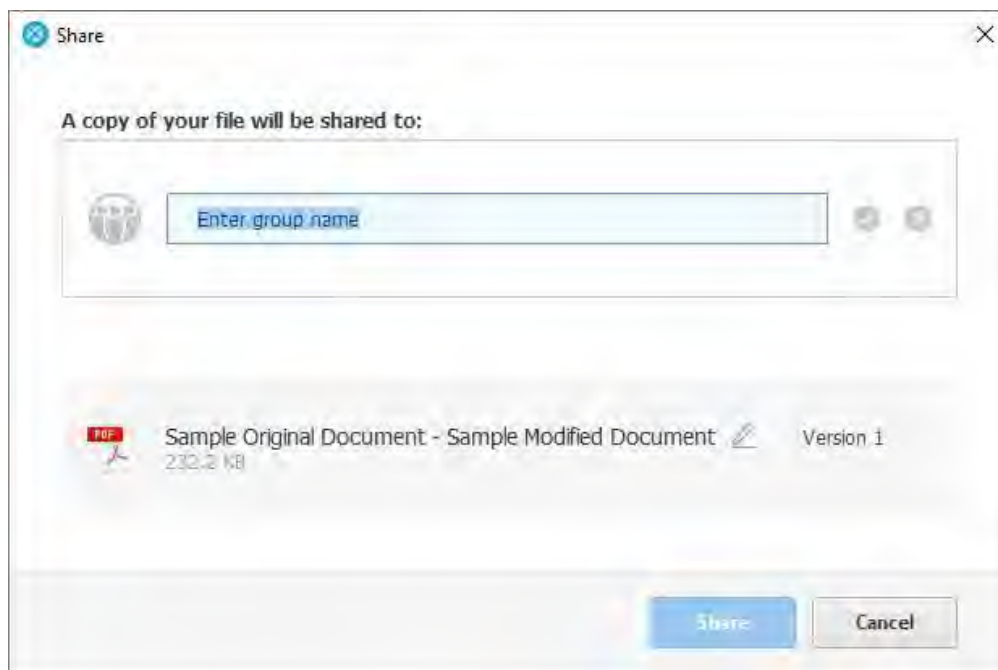 Share
A copy of your file will be shared to:
Enter group name
PDF
Sample Original Document - Sample Modified Document Version 1
232.2 KB
Share Cancel